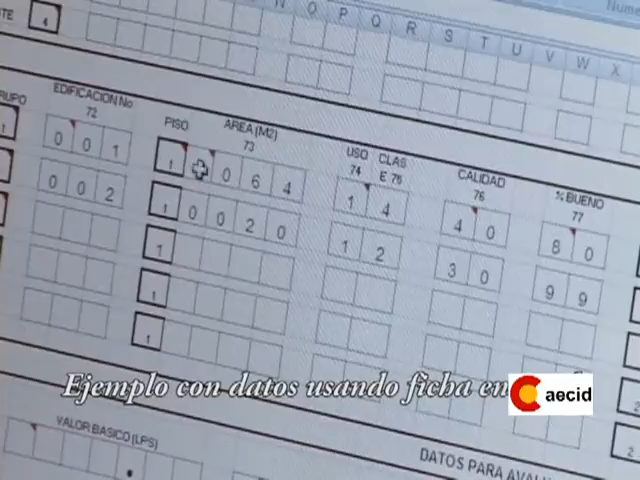 N O P Q R S T U V W X
4
EDIFICACION No PISO AREA (M2) USO CLAS CALIDAD % BUENO
72 73 74 E 75 76 77
1 0 0 1 1 0 6 4 1 4 4 0 8 0
0 0 2 1 0 0 2 0 1 2 3 0 9 9
1
1
1
Ejemplo con datos usando ficha en
aecid
VALOR BASICO (LPS)
DATOS PARA